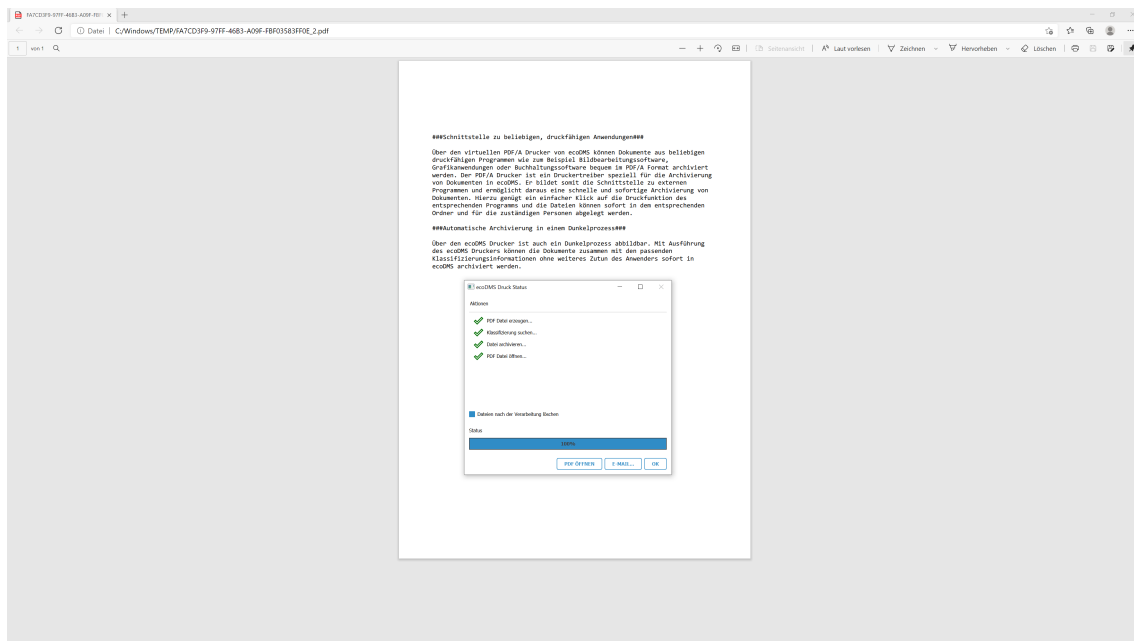 FA7CD3F9-97FF-46B3-A09F-FBF
Datei
C:/Windows/TEMP/FA7CD3F9-97FF-46B3-A09F-FBF03583FF0E_2.pdf
1 von 1
Seitenansicht
Laut vorlesen
Zeichnen
Hervorheben
Löschen
###Schnittstelle zu beliebigen, druckfähigen Anwendungen###
Über den virtuellen PDF/A Drucker von ecoDMS können Dokumente aus beliebigen
druckfähigen Programmen wie zum Beispiel Bildbearbeitungssoftware,
Grafikanwendungen oder Buchhaltungssoftware bequem im PDF/A Format archiviert
werden. Der PDF/A Drucker ist ein Druckertreiber speziell für die Archivierung
von Dokumenten in ecoDMS. Er bildet somit die Schnittstelle zu externen
Programmen und ermöglicht daraus eine schnelle und sofortige Archivierung von
Dokumenten. Hierzu genügt ein einfacher Klick auf die Druckfunktion des
entsprechenden Programms und die Dateien können sofort in dem entsprechenden
Ordner und für die zuständigen Personen abgelegt werden.
###Automatische Archivierung in einem Dunkelprozess###
Über den ecoDMS Drucker ist auch ein Dunkelprozess abbildbar. Mit Ausführung
des ecoDMS Druckers können die Dokumente zusammen mit den passenden
Klassifizierungsinformationen ohne weiteres Zutun des Anwenders sofort in
ecoDMS archiviert werden.
ecoDMS Druck Status
Aktionen
PDF Datei erzeugen...
Klassifizierung suchen...
Datei archivieren...
PDF Datei öffnen...
Dateien nach der Verarbeitung löschen
Status
100%
PDF ÖFFNEN
E-MAIL...
OK